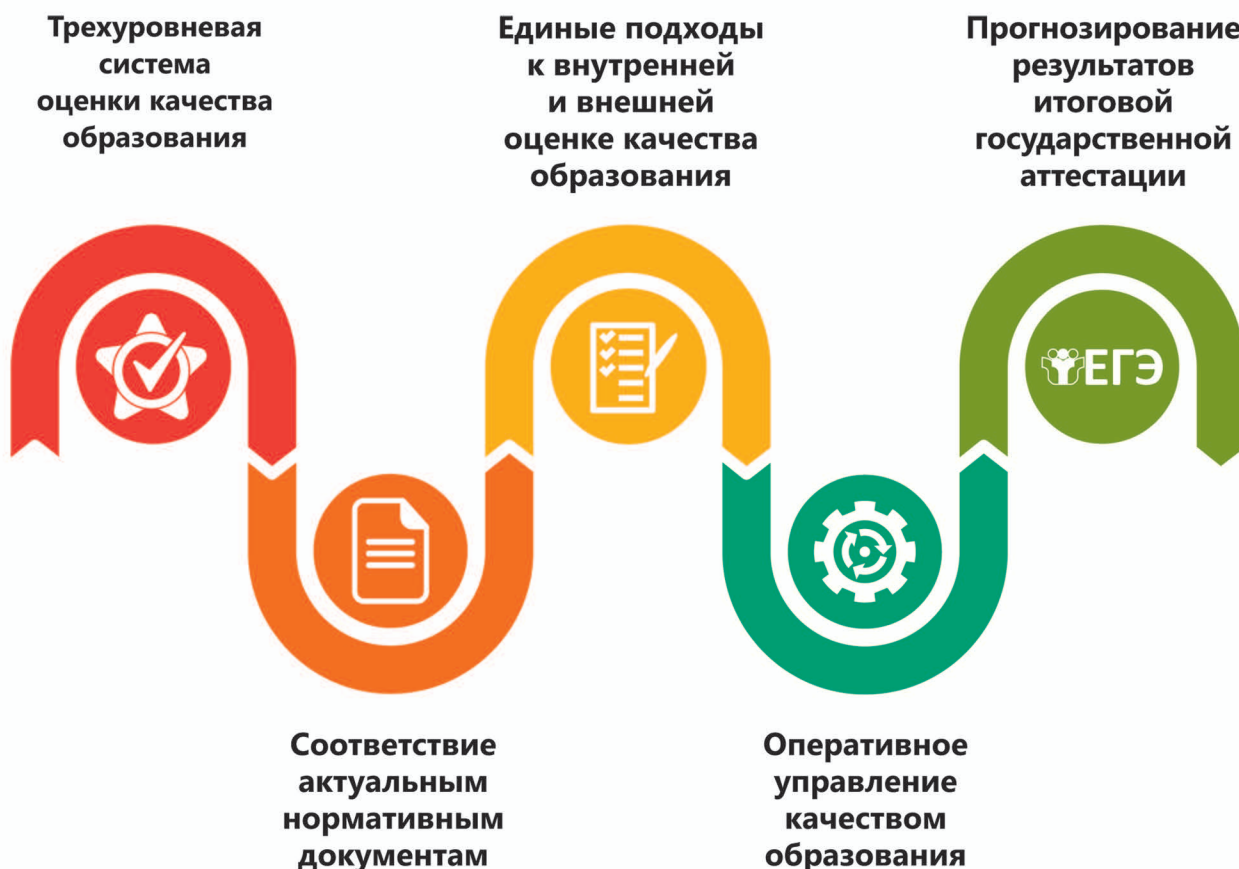 Трехуровневая
система
оценки качества
образования
Соответствие
актуальным
нормативным
документам
Единые подходы
к внутренней
и внешней
оценке качества
образования
Оперативное
управление
качеством
образования
Прогнозирование
результатов
итоговой
государственной
аттестации
ЕГЭ